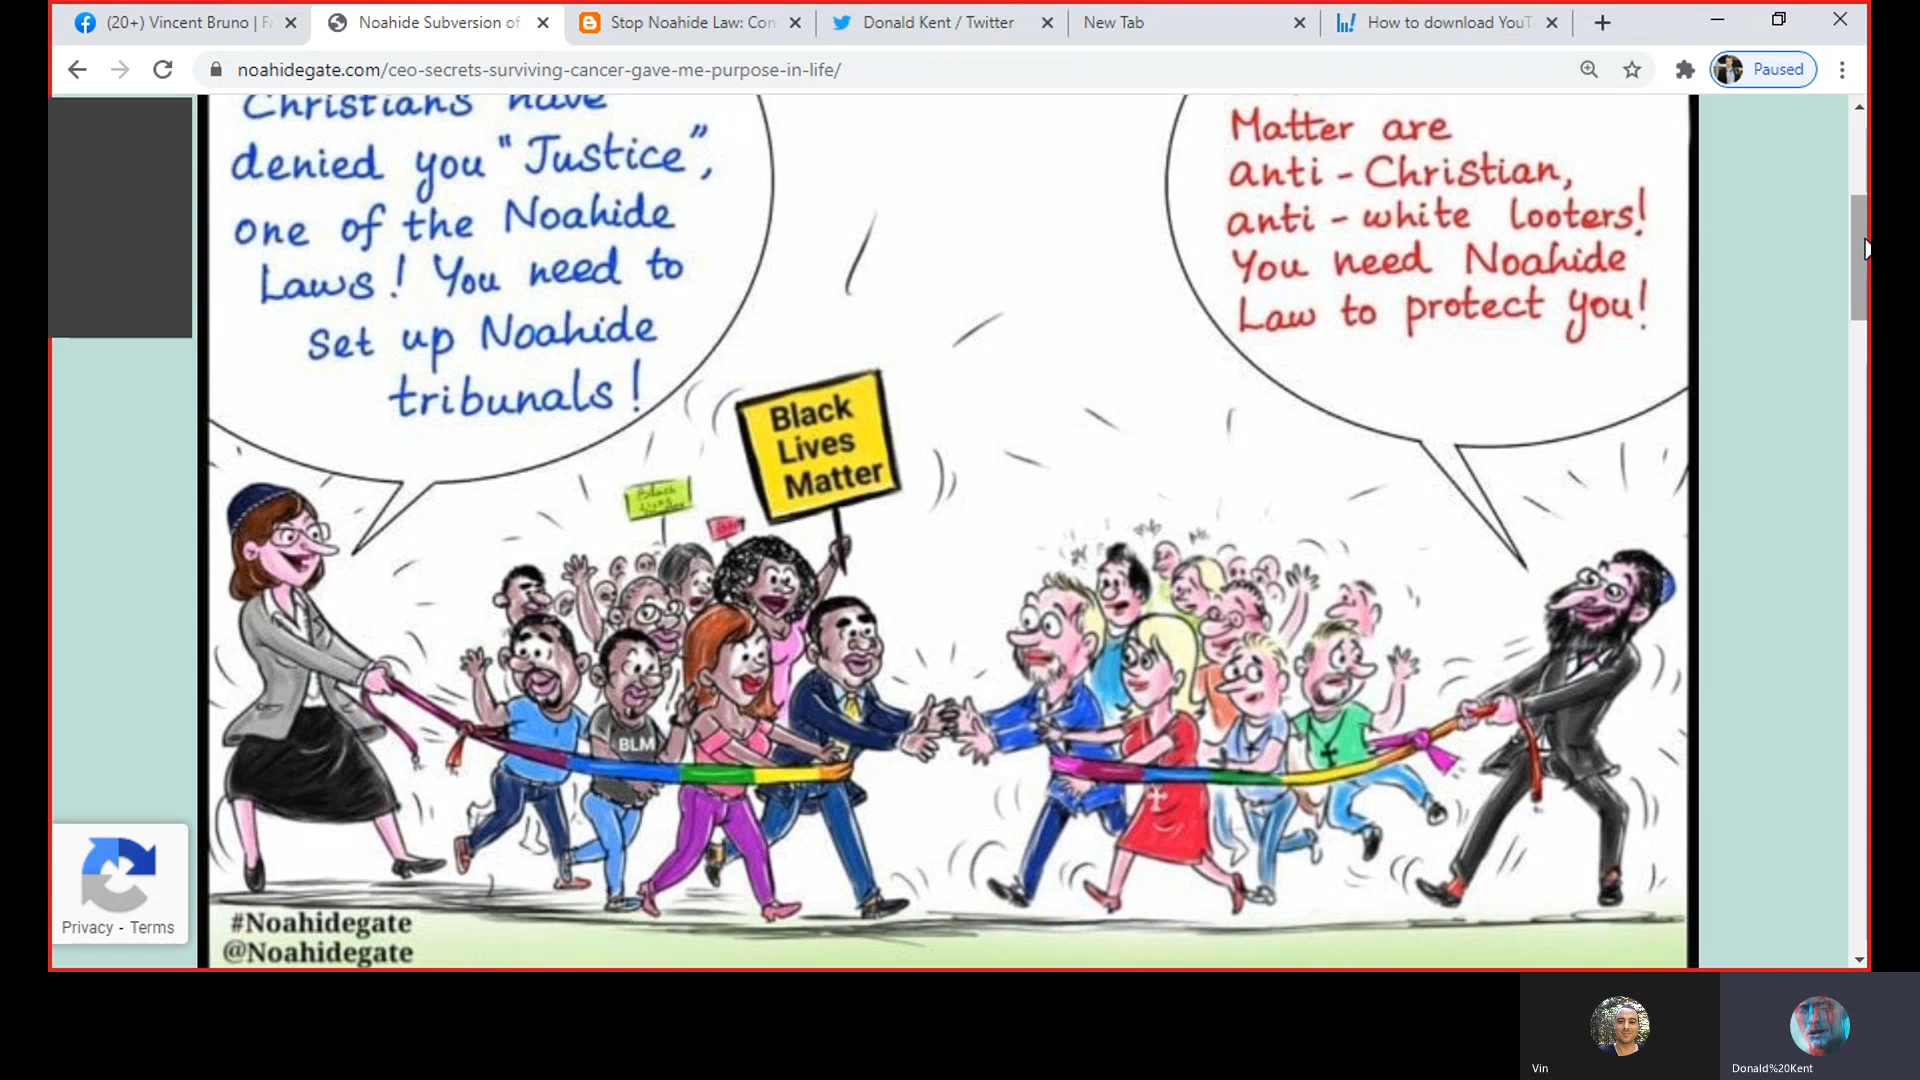 (20+) Vincent Bruno | Fa
Noahide Subversion of
Stop Noahide Law: Con
Donald Kent / Twitter
New Tab
How to download YouT
noahidegate.com/ceo-secrets-surviving-cancer-gave-me-purpose-in-life/
Paused
Christians have
denied you "Justice",
one of the Noahide
Laws! You need to
set up Noahide
tribunals!
Matter are
anti-Christian,
anti-white looters!
You need Noahide
Law to protect you!
Black
Lives
Matter
Black
BLM
Privacy - Terms
#Noahidegate
@Noahidegate
Vin
Donald%20Kent